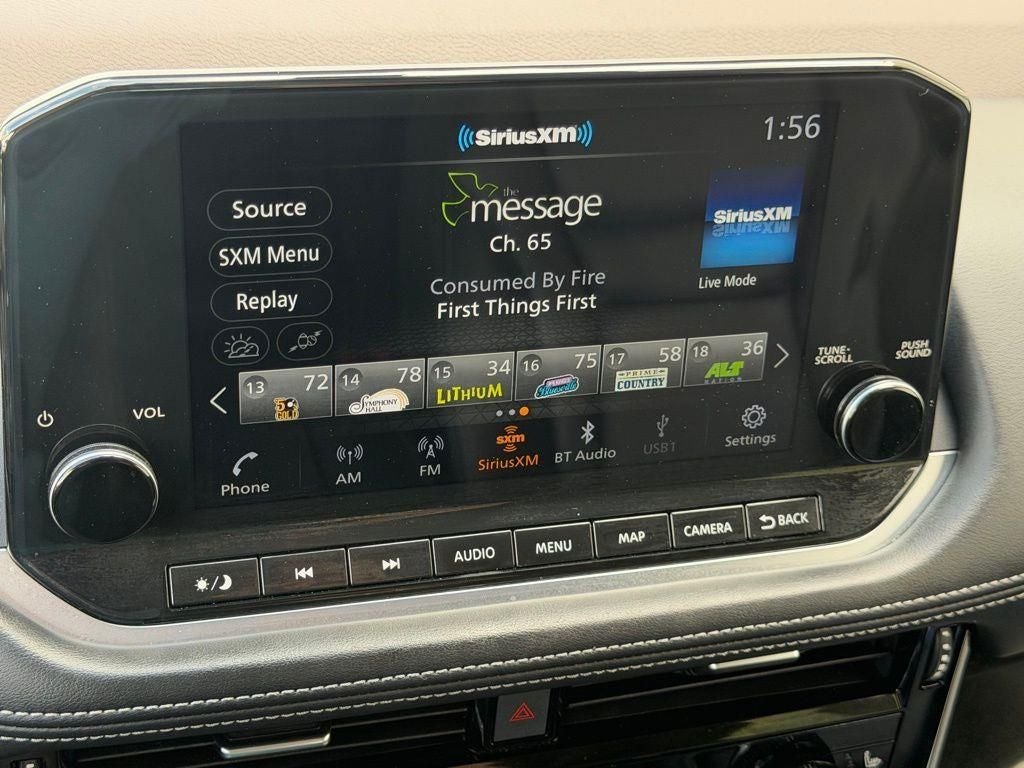 SiriusXM
1:56
Source
SXM Menu
Replay
the
message
Ch. 65
Consumed By Fire
First Things First
SiriusXM
Live Mode
13 72
GOLD
14 78
SYMPHONY
HALL
15 34
LITHIUM
16 75
Bluesville
17 58
PRIME
COUNTRY
18 36
ALT
NATION
TUNE-
SCROLL
PUSH
SOUND
VOL
Phone
AM
FM
sxm
SiriusXM
BT Audio
USB1
Settings
AUDIO
MENU
MAP
CAMERA
BACK